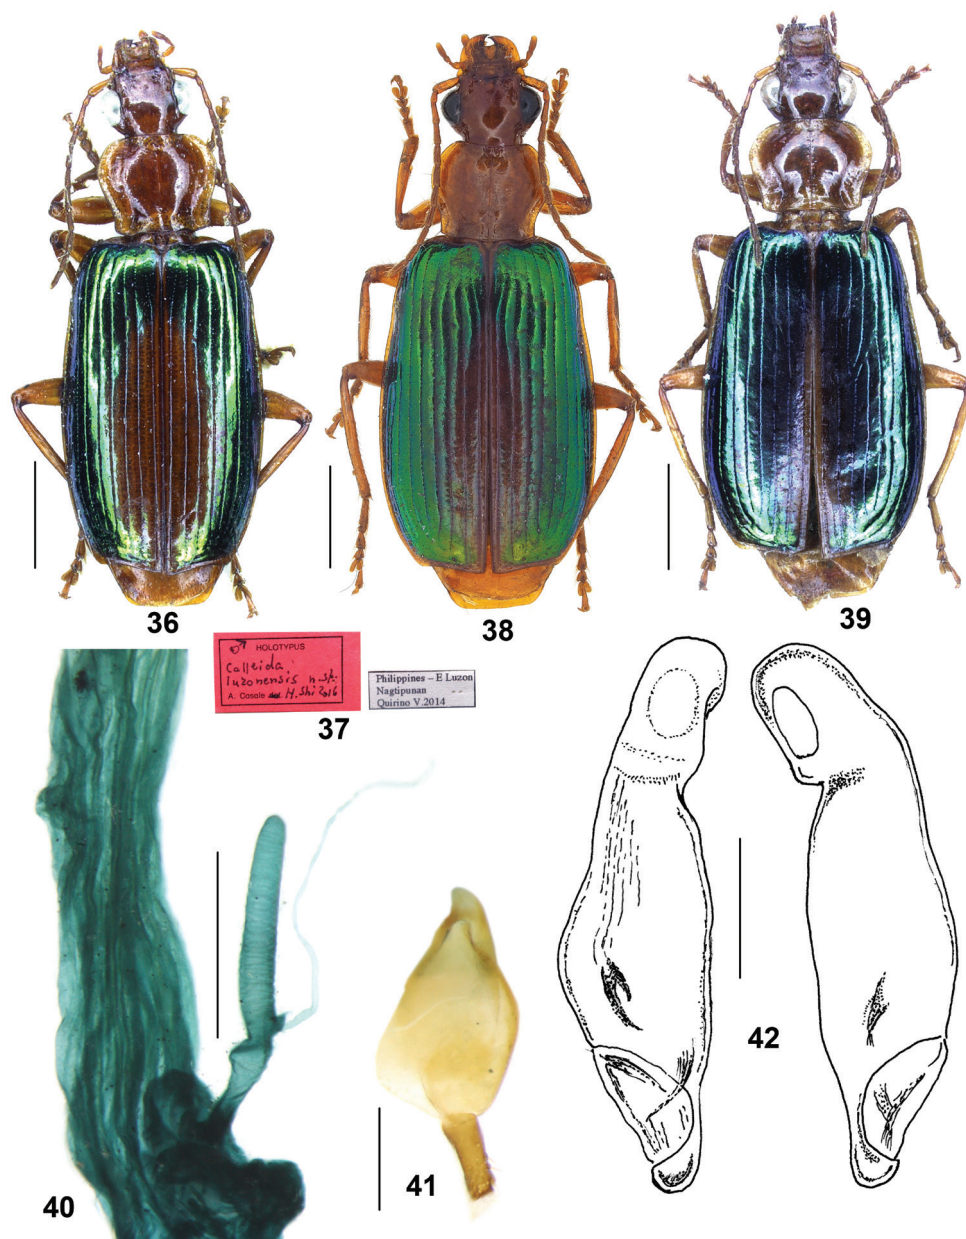 36
38
39
♂ HOLOTYPUS
Calleida
luzonensis n. sp.
A. Casale H. Shi 2016
Philippines – E Luzon
Nagtipunan
Quirino V.2014
37
40
41
42